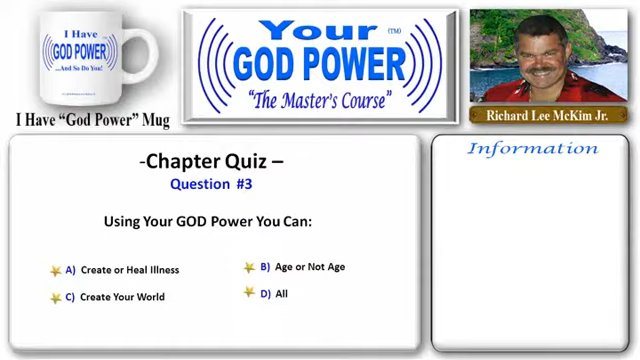 I Have
GOD POWER
...And So Do You!
I Have “God Power” Mug
Your (TM)
GOD POWER
“The Master's Course”
Richard Lee McKim Jr.
-Chapter Quiz –
Question #3
Using Your GOD Power You Can:
A) Create or Heal Illness
B) Age or Not Age
C) Create Your World
D) All
Information